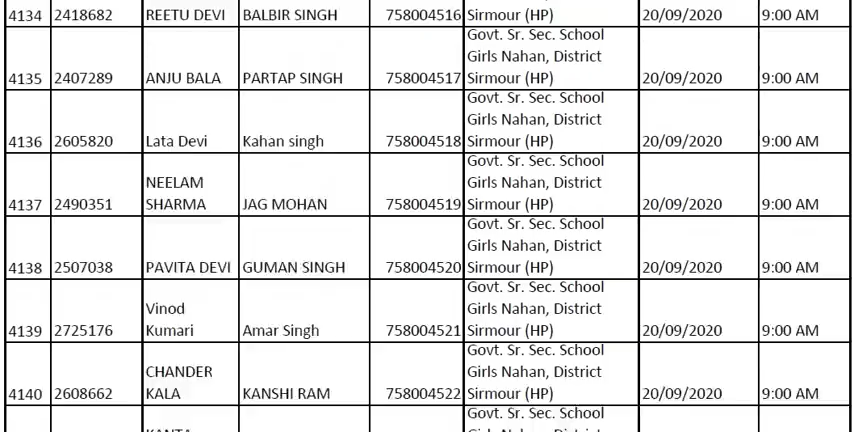 4134 2418682 REETU DEVI BALBIR SINGH 758004516 Sirmour (HP) 20/09/2020 9:00 AM
Govt. Sr. Sec. School
Girls Nahan, District
4135 2407289 ANJU BALA PARTAP SINGH 758004517 Sirmour (HP) 20/09/2020 9:00 AM
Govt. Sr. Sec. School
Girls Nahan, District
4136 2605820 Lata Devi Kahan singh 758004518 Sirmour (HP) 20/09/2020 9:00 AM
Govt. Sr. Sec. School
NEELAM Girls Nahan, District
4137 2490351 SHARMA JAG MOHAN 758004519 Sirmour (HP) 20/09/2020 9:00 AM
Govt. Sr. Sec. School
Girls Nahan, District
4138 2507038 PAVITA DEVI GUMAN SINGH 758004520 Sirmour (HP) 20/09/2020 9:00 AM
Govt. Sr. Sec. School
Vinod Girls Nahan, District
4139 2725176 Kumari Amar Singh 758004521 Sirmour (HP) 20/09/2020 9:00 AM
Govt. Sr. Sec. School
CHANDER Girls Nahan, District
4140 2608662 KALA KANSHI RAM 758004522 Sirmour (HP) 20/09/2020 9:00 AM
Govt. Sr. Sec. School
KANTA Girls Nahan, District